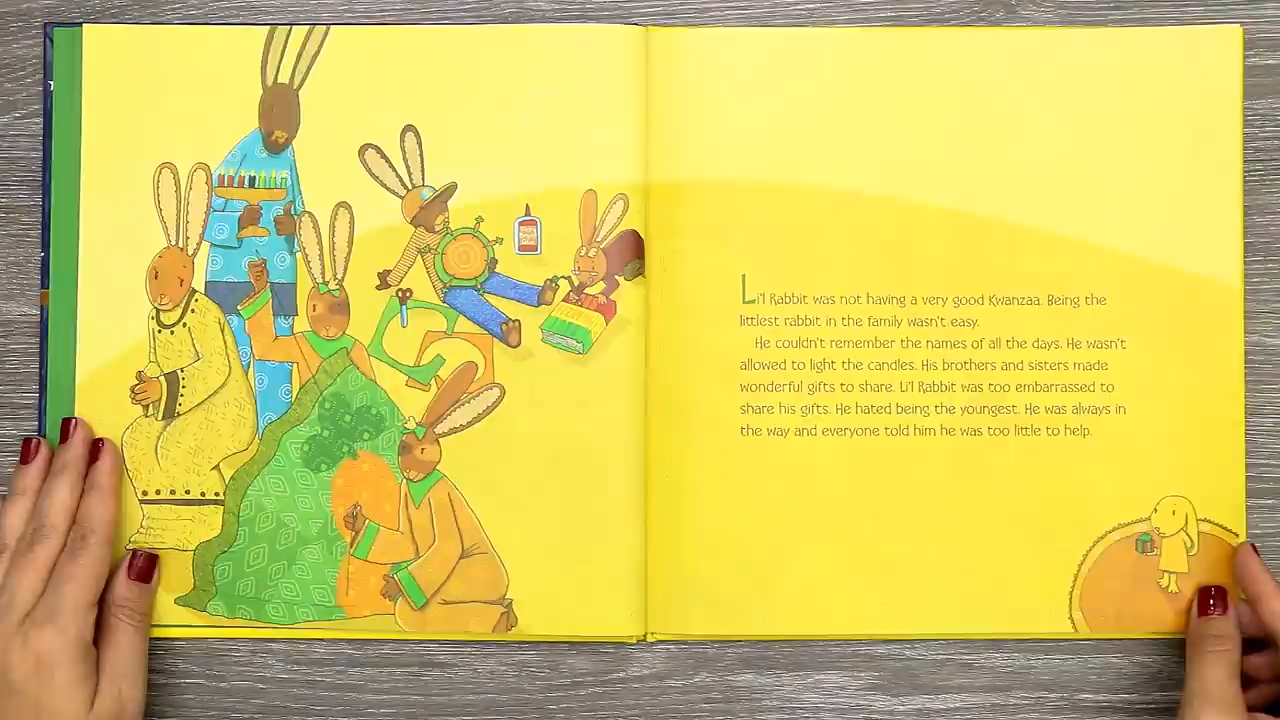 Li'l Rabbit was not having a very good Kwanzaa. Being the
littlest rabbit in the family wasn't easy.
He couldn't remember the names of all the days. He wasn't
allowed to light the candles. His brothers and sisters made
wonderful gifts to share. Li'l Rabbit was too embarrassed to
share his gifts. He hated being the youngest. He was always in
the way and everyone told him he was too little to help.